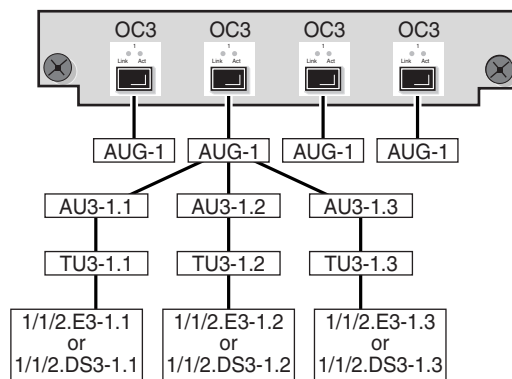 OC3 OC3 OC3 OC3
1 1 1 1
Link Act Link Act Link Act Link Act
AUG-1 AUG-1 AUG-1 AUG-1
AU3-1.1 AU3-1.2 AU3-1.3
TU3-1.1 TU3-1.2 TU3-1.3
1/1/2.E3-1.1 1/1/2.E3-1.2 1/1/2.E3-1.3
or or or
1/1/2.DS3-1.1 1/1/2.DS3-1.2 1/1/2.DS3-1.3